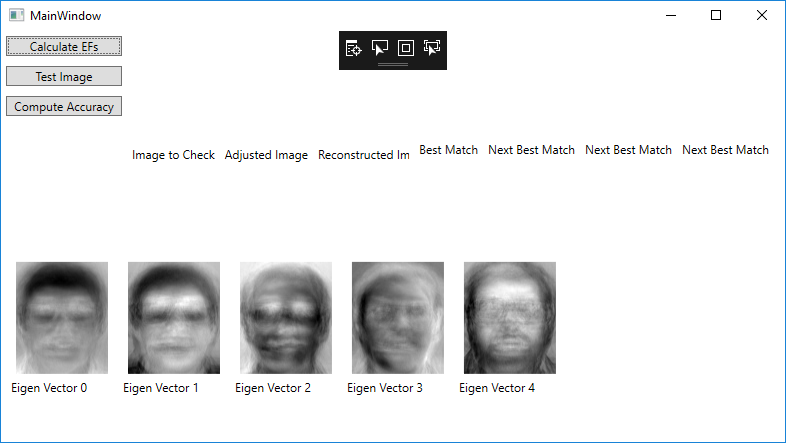 MainWindow
Calculate EFs
Test Image
Compute Accuracy
Image to Check Adjusted Image Reconstructed Im Best Match Next Best Match Next Best Match Next Best Match
Eigen Vector 0 Eigen Vector 1 Eigen Vector 2 Eigen Vector 3 Eigen Vector 4